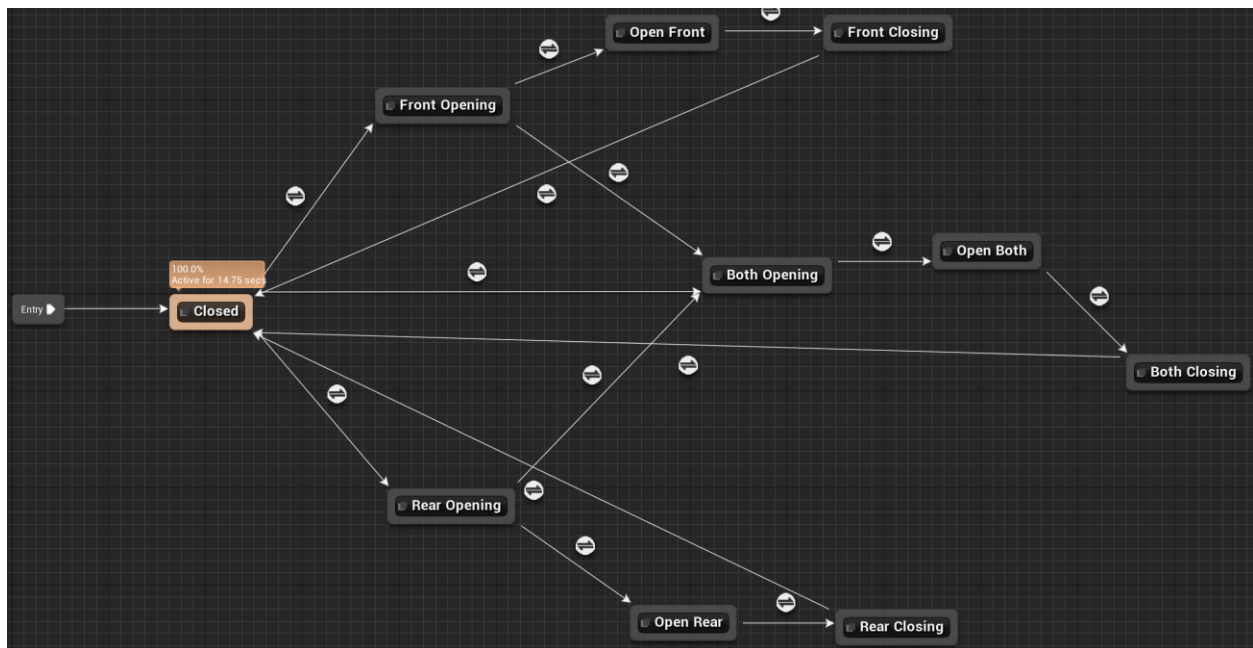 Open Front
Front Closing
Front Opening
Open Both
100.0%
Active for 14.75 secs
Both Opening
Entry
Closed
Both Closing
Rear Opening
Open Rear
Rear Closing